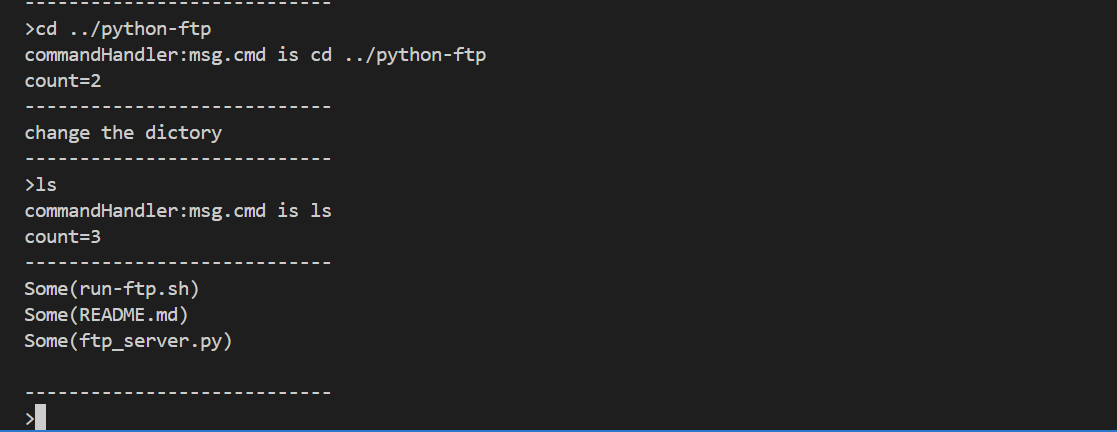 ----------------------------
>cd ../python-ftp
commandHandler:msg.cmd is cd ../python-ftp
count=2
----------------------------
change the dictory
----------------------------
>ls
commandHandler:msg.cmd is ls
count=3
----------------------------
Some(run-ftp.sh)
Some(README.md)
Some(ftp_server.py)
----------------------------
>